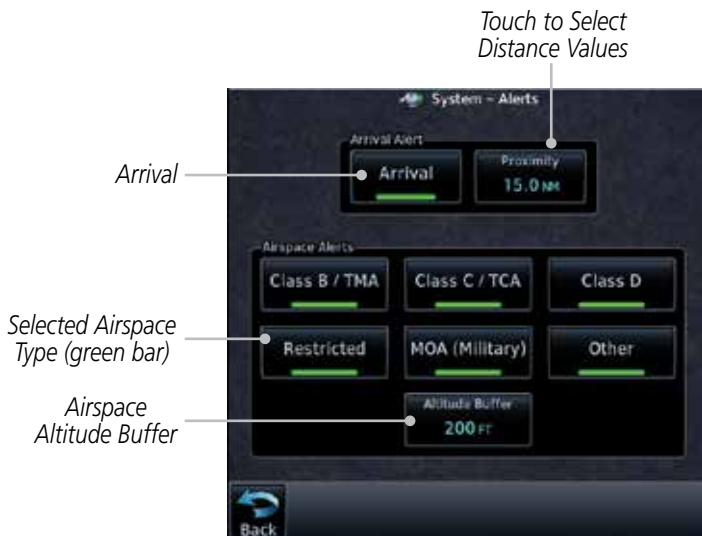 Touch to Select
Distance Values
System - Alerts
Arrival Alert
Arrival
Arrival
Proximity
15.0 NM
Airspace Alerts
Class B / TMA
Class C / TCA
Class D
Selected Airspace
Type (green bar)
Restricted
MOA (Military)
Other
Airspace
Altitude Buffer
Altitude Buffer
200 FT
Back